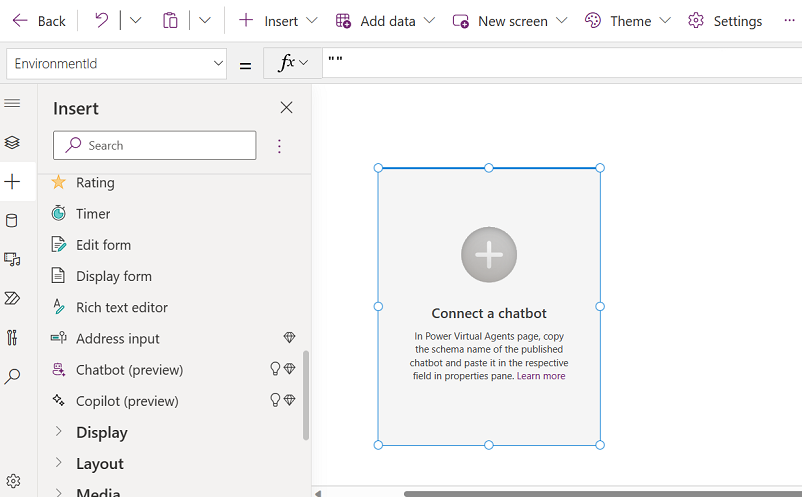 Back Insert Add data New screen Theme Settings ...
EnvironmentId = fx ""
Insert
Search
Rating
Timer
Edit form
Display form
Rich text editor
Address input
Chatbot (preview)
Copilot (preview)
Display
Layout
Media
Connect a chatbot
In Power Virtual Agents page, copy
the schema name of the published
chatbot and paste it in the respective
field in properties pane. Learn more